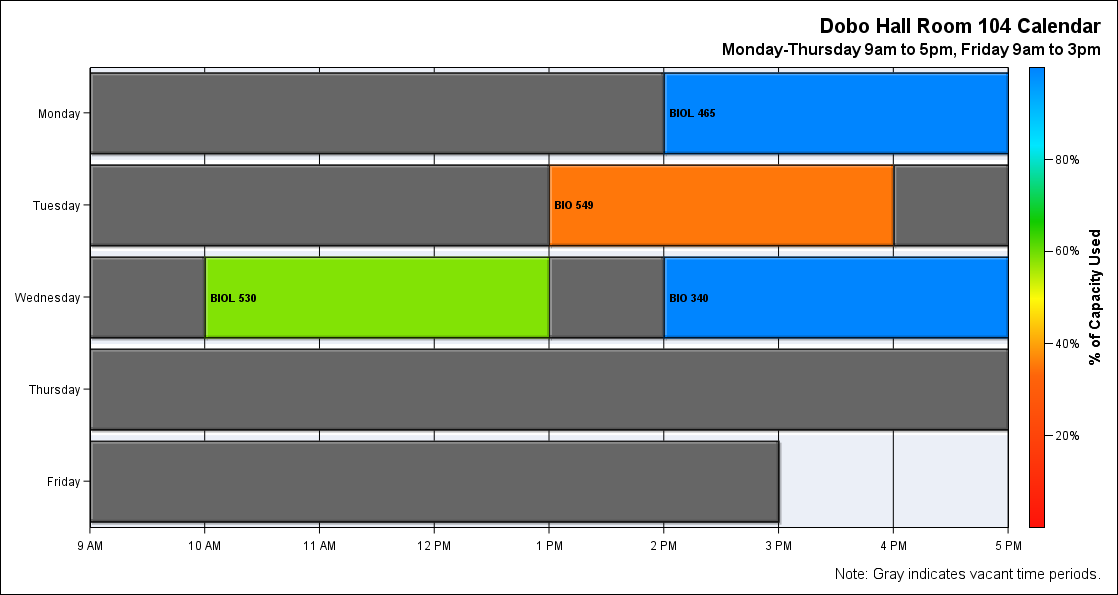 Dobo Hall Room 104 Calendar
Monday-Thursday 9am to 5pm, Friday 9am to 3pm
Monday
BIOL 465
Tuesday
BIO 549
Wednesday
BIOL 530
BIO 340
Thursday
Friday
9 AM
10 AM
11 AM
12 PM
1 PM
2 PM
3 PM
4 PM
5 PM
80%
60%
40%
20%
% of Capacity Used
Note: Gray indicates vacant time periods.